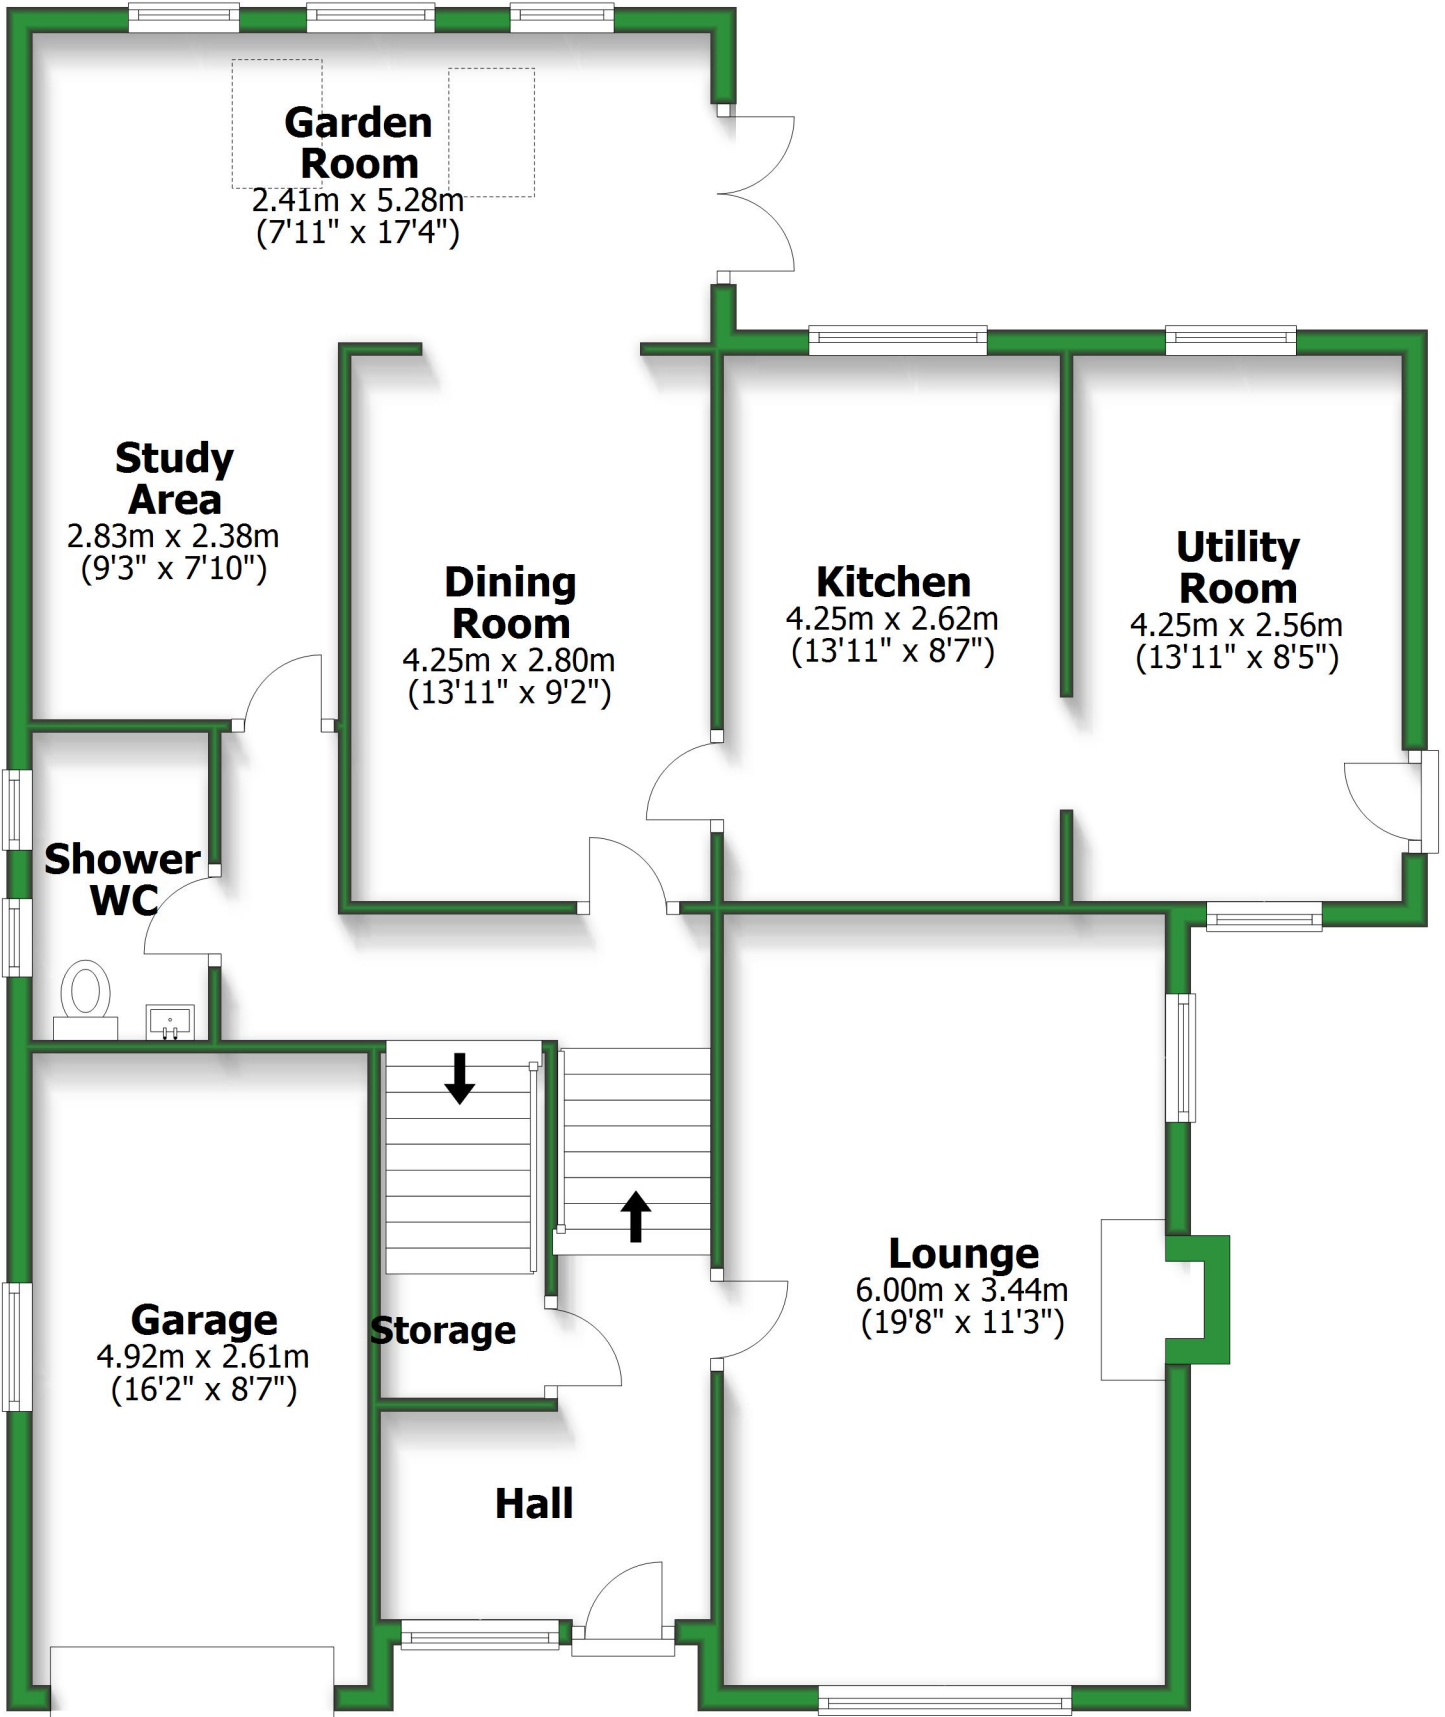 Garden
Room
2.41m x 5.28m
(7'11" x 17'4")
Study
Area
2.83m x 2.38m
(9'3" x 7'10")
Dining
Room
4.25m x 2.80m
(13'11" x 9'2")
Kitchen
4.25m x 2.62m
(13'11" x 8'7")
Utility
Room
4.25m x 2.56m
(13'11" x 8'5")
Shower
WC
Lounge
6.00m x 3.44m
(19'8" x 11'3")
Garage
4.92m x 2.61m
(16'2" x 8'7")
Storage
Hall